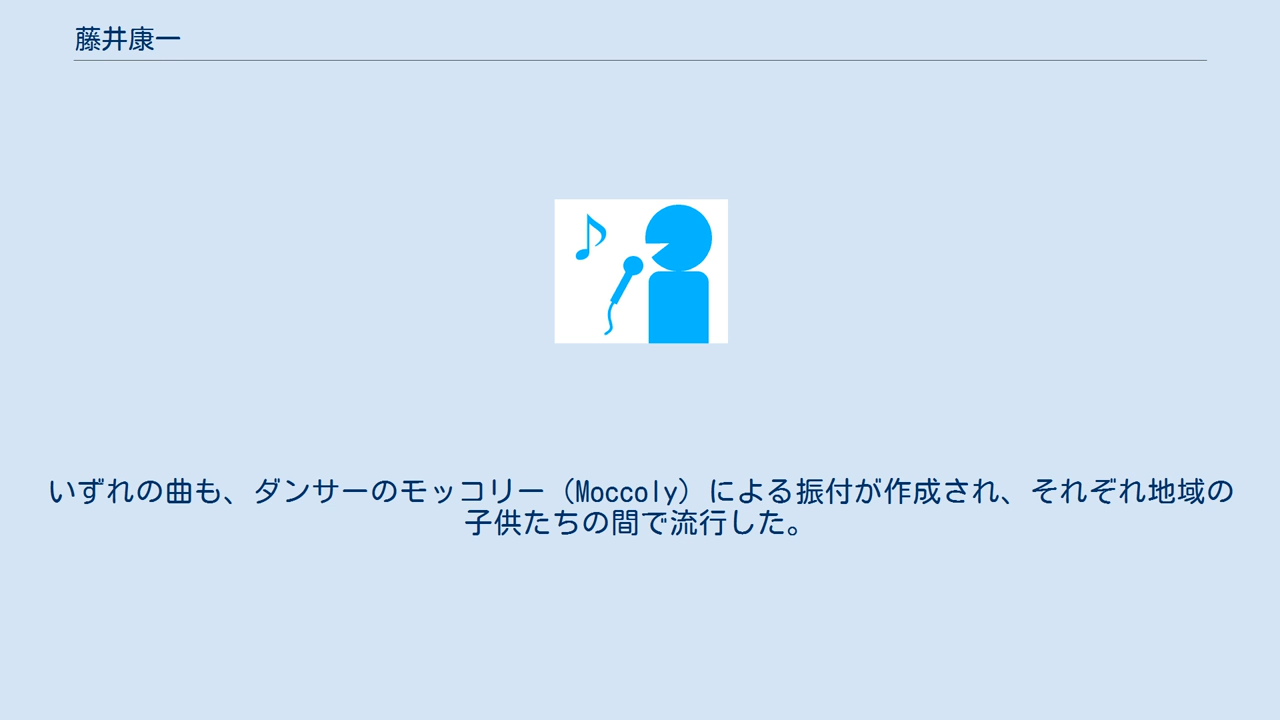 藤井康一
いずれの曲も、ダンサーのモッコリー（Moccoly）による振付が作成され、それぞれ地域の
子供たちの間で流行した。